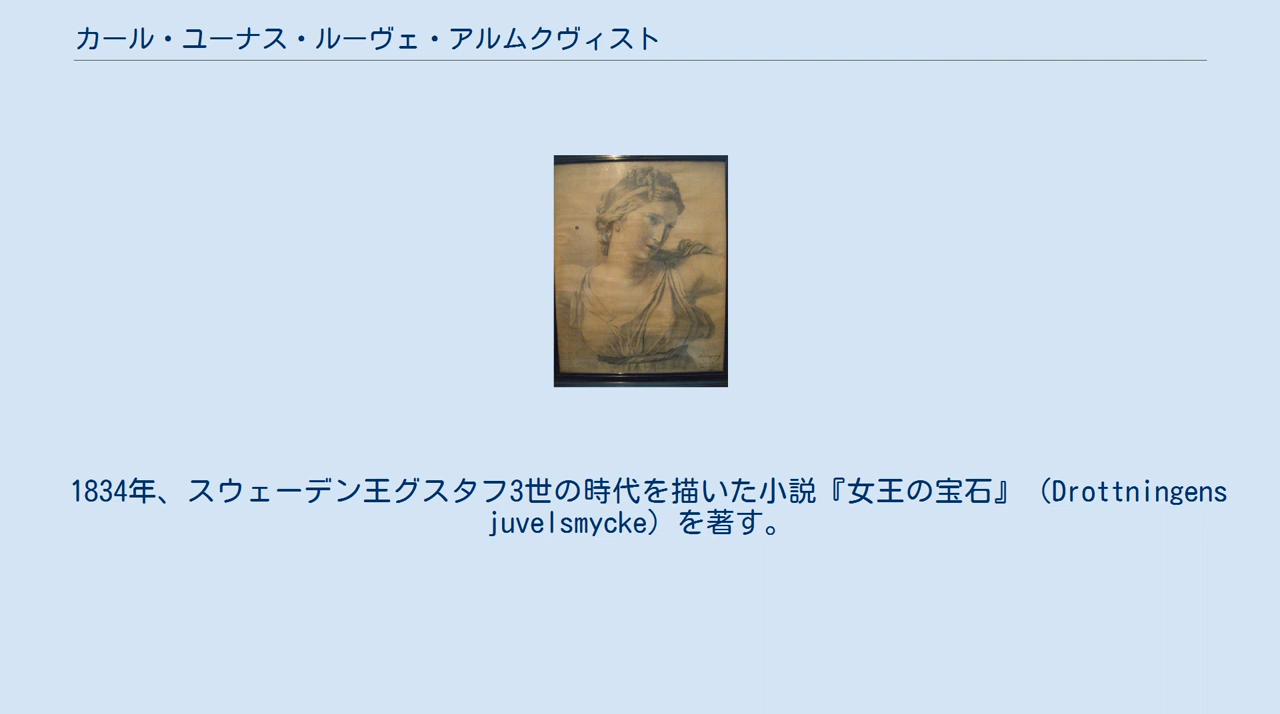 カール・ユーナス・ルーヴェ・アルムクヴィスト
1834年、スウェーデン王グスタフ3世の時代を描いた小説『女王の宝石』（Drottningens
juvelsmycke）を著す。